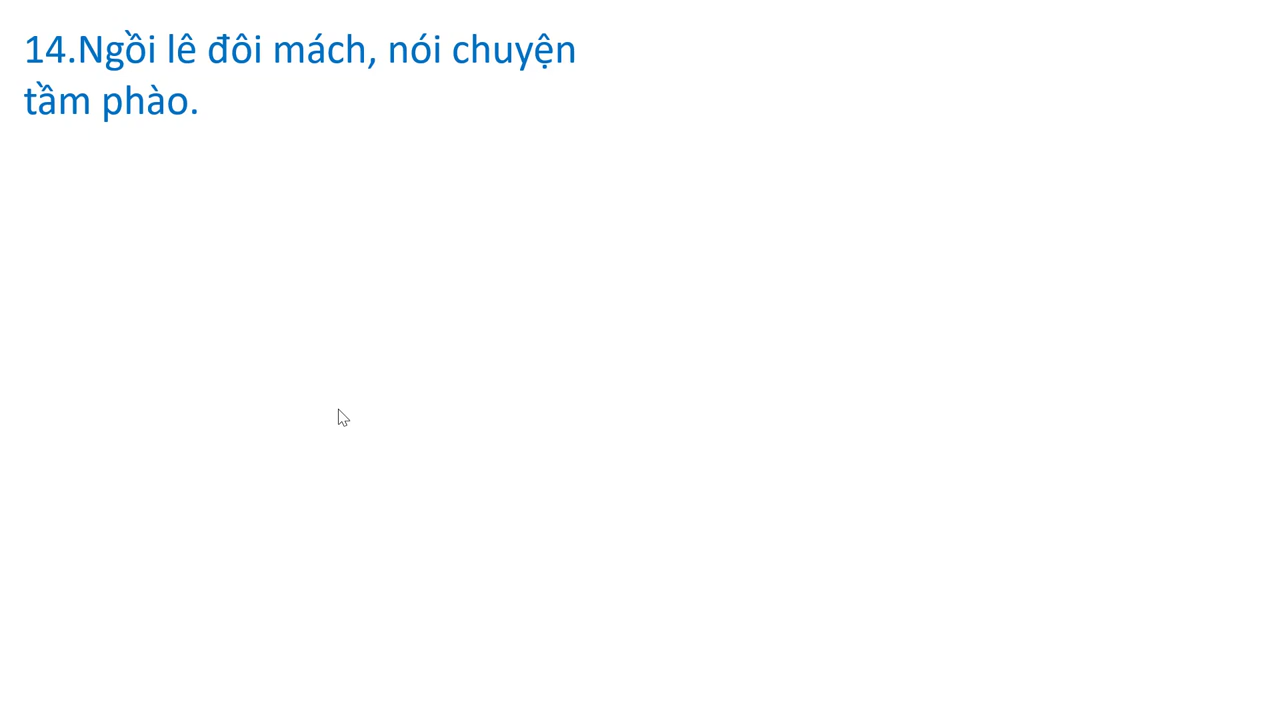 14.Ngồi lê đôi mách, nói chuyện
tầm phào.